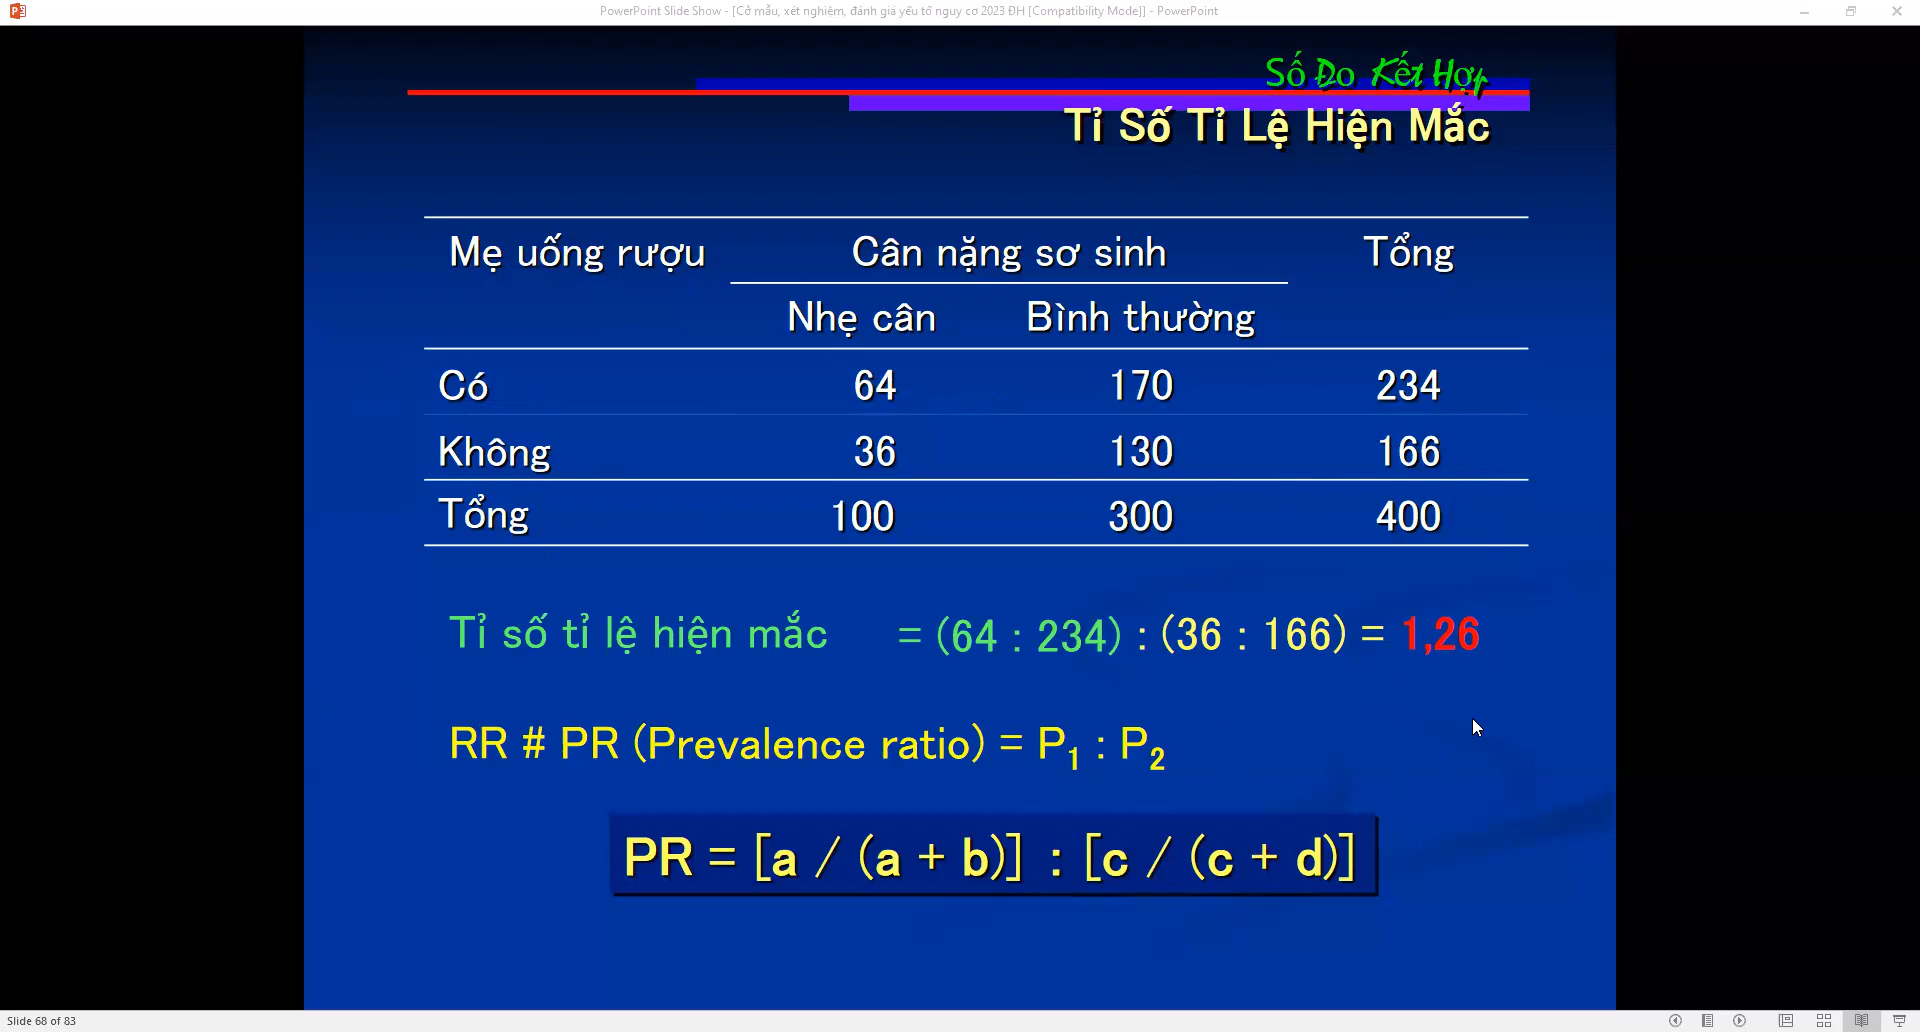 PowerPoint Slide Show - [Cở mẫu, xét nghiệm, đánh giá yếu tố nguy cơ 2023 ĐH [Compatibility Mode]] - PowerPoint
Số Đo Kết Hợp
Tỉ Số Tỉ Lệ Hiện Mắc
Mẹ uống rượu Cân nặng sơ sinh Tổng
Nhẹ cân Bình thường
Có 64 170 234
Không 36 130 166
Tổng 100 300 400
Tỉ số tỉ lệ hiện mắc = (64 : 234) : (36 : 166) = 1,26
RR # PR (Prevalence ratio) = P1 : P2
PR = [a / (a + b)] : [c / (c + d)]
Slide 68 of 83